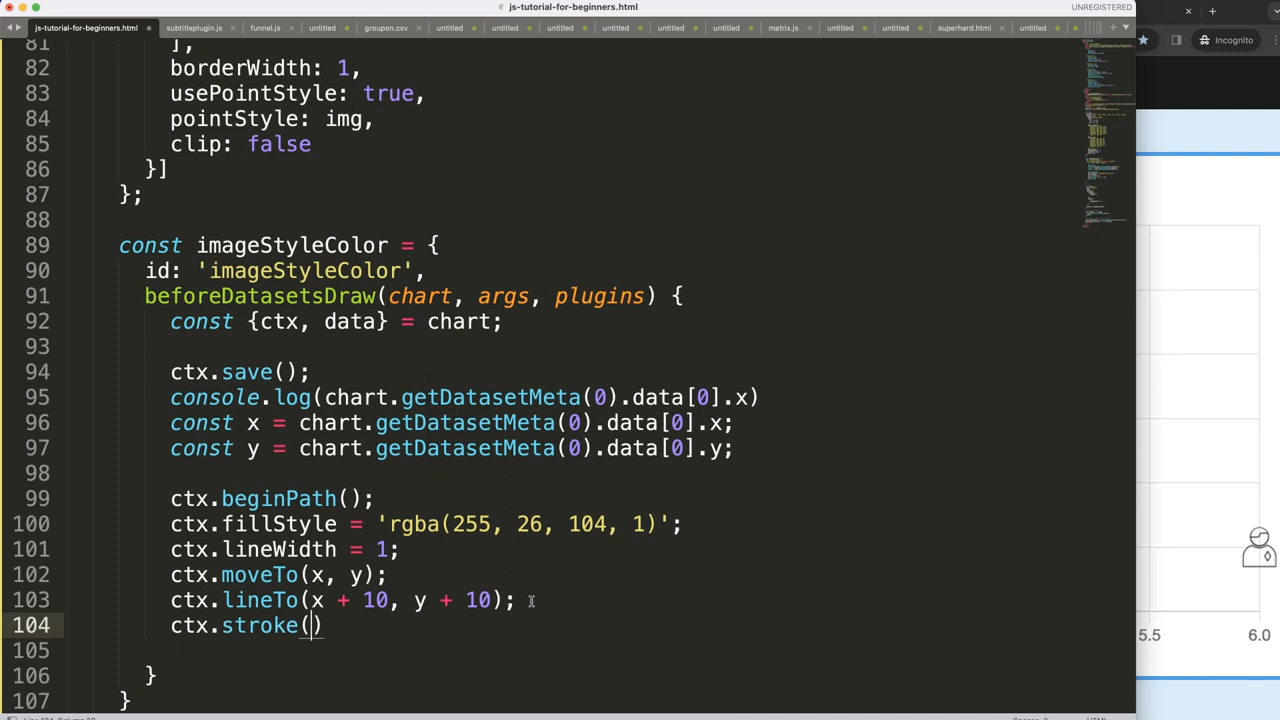 js-tutorial-for-beginners.html
UNREGISTERED
js-tutorial-for-beginners.html
subtitleplugin.js
funnel.js
untitled
groupon.csv
untitled
untitled
untitled
untitled
untitled
untitled
matrix.js
untitled
untitled
superhard.html
untitled
Incognito
81 ],
82 borderWidth: 1,
83 usePointStyle: true,
84 pointStyle: img,
85 clip: false
86 }]
87 };
88
89 const imageStyleColor = {
90 id: 'imageStyleColor',
91 beforeDatasetsDraw(chart, args, plugins) {
92 const {ctx, data} = chart;
93
94 ctx.save();
95 console.log(chart.getDatasetMeta(0).data[0].x)
96 const x = chart.getDatasetMeta(0).data[0].x;
97 const y = chart.getDatasetMeta(0).data[0].y;
98
99 ctx.beginPath();
100 ctx.fillStyle = 'rgba(255, 26, 104, 1)';
101 ctx.lineWidth = 1;
102 ctx.moveTo(x, y);
103 ctx.lineTo(x + 10, y + 10);
104 ctx.stroke()
105
106 }
107 }
5.5
6.0